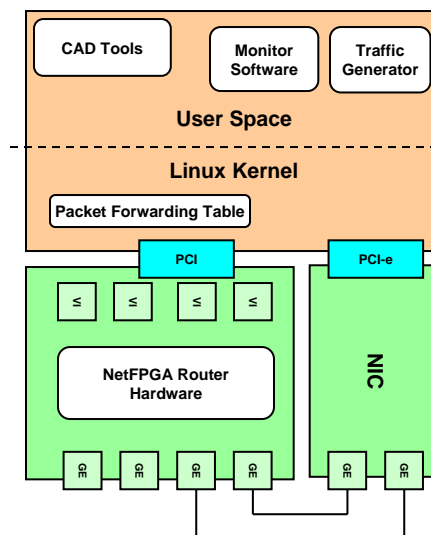 CAD Tools
Monitor
Software
Traffic
Generator
User Space
Linux Kernel
Packet Forwarding Table
PCI
PCI-e
≤
≤
≤
≤
NetFPGA Router
Hardware
NIC
GE
GE
GE
GE
GE
GE